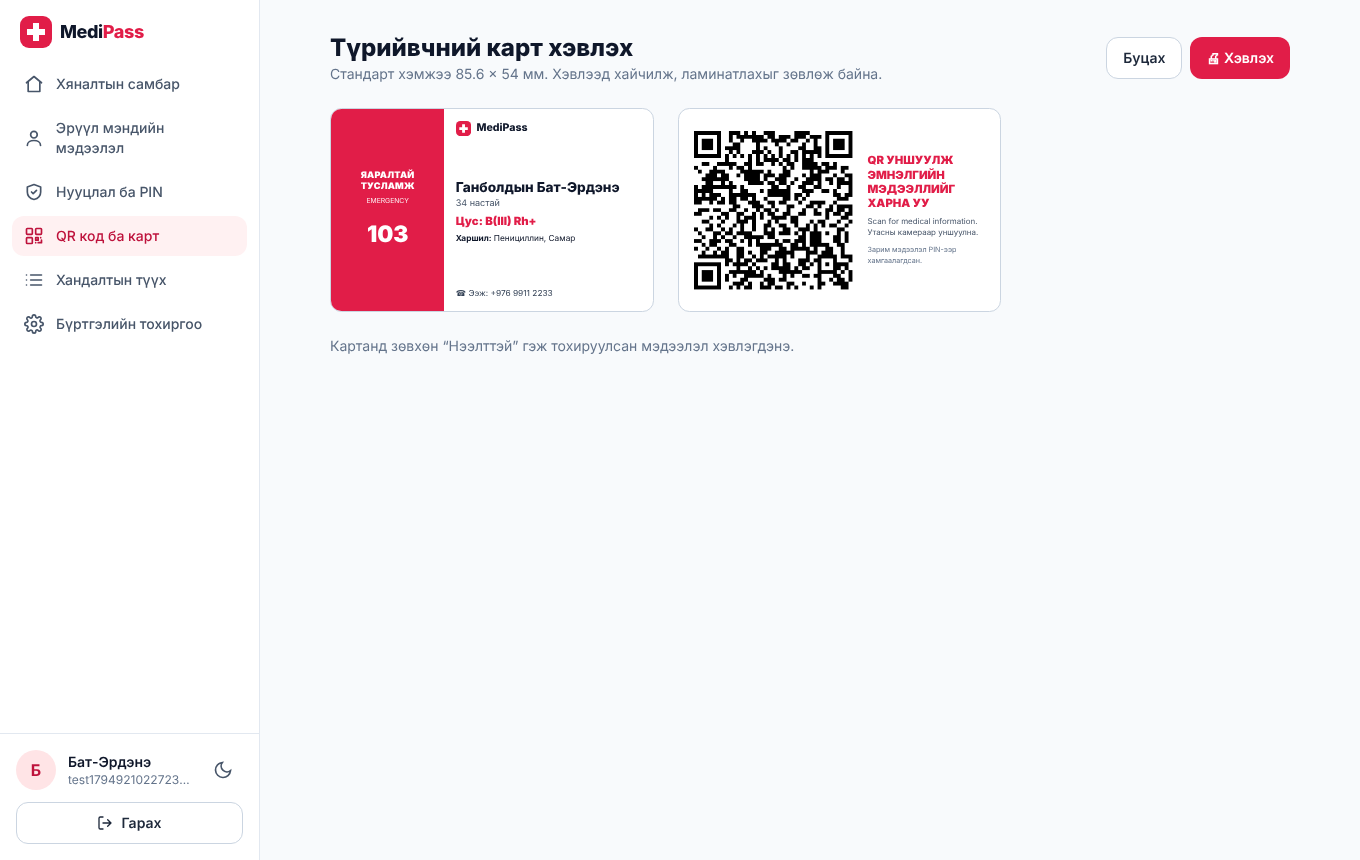 MediPass
Хяналтын самбар
Эрүүл мэндийн
мэдээлэл
Нууцлал ба PIN
QR код ба карт
Хандалтын түүх
Бүртгэлийн тохиргоо
Б
Бат-Эрдэнэ
test1794921022723...
Гарах
Түрийвчний карт хэвлэх
Стандарт хэмжээ 85.6 × 54 мм. Хэвлээд хайчилж, ламинатлахыг зөвлөж байна.
Буцах
Хэвлэх
ЯАРАЛТАЙ
ТУСЛАМЖ
EMERGENCY
103
MediPass
Ганболдын Бат-Эрдэнэ
34 настай
Цус: B(III) Rh+
Харшил: Пенициллин, Самар
☎ Ээж: +976 9911 2233
QR УНШУУЛЖ
ЭМНЭЛГИЙН
МЭДЭЭЛЛИЙГ
ХАРНА УУ
Scan for medical information.
Утасны камераар уншуулна.
Зарим мэдээлэл PIN-ээр
хамгаалагдсан.
Картанд зөвхөн “Нээлттэй” гэж тохируулсан мэдээлэл хэвлэгдэнэ.